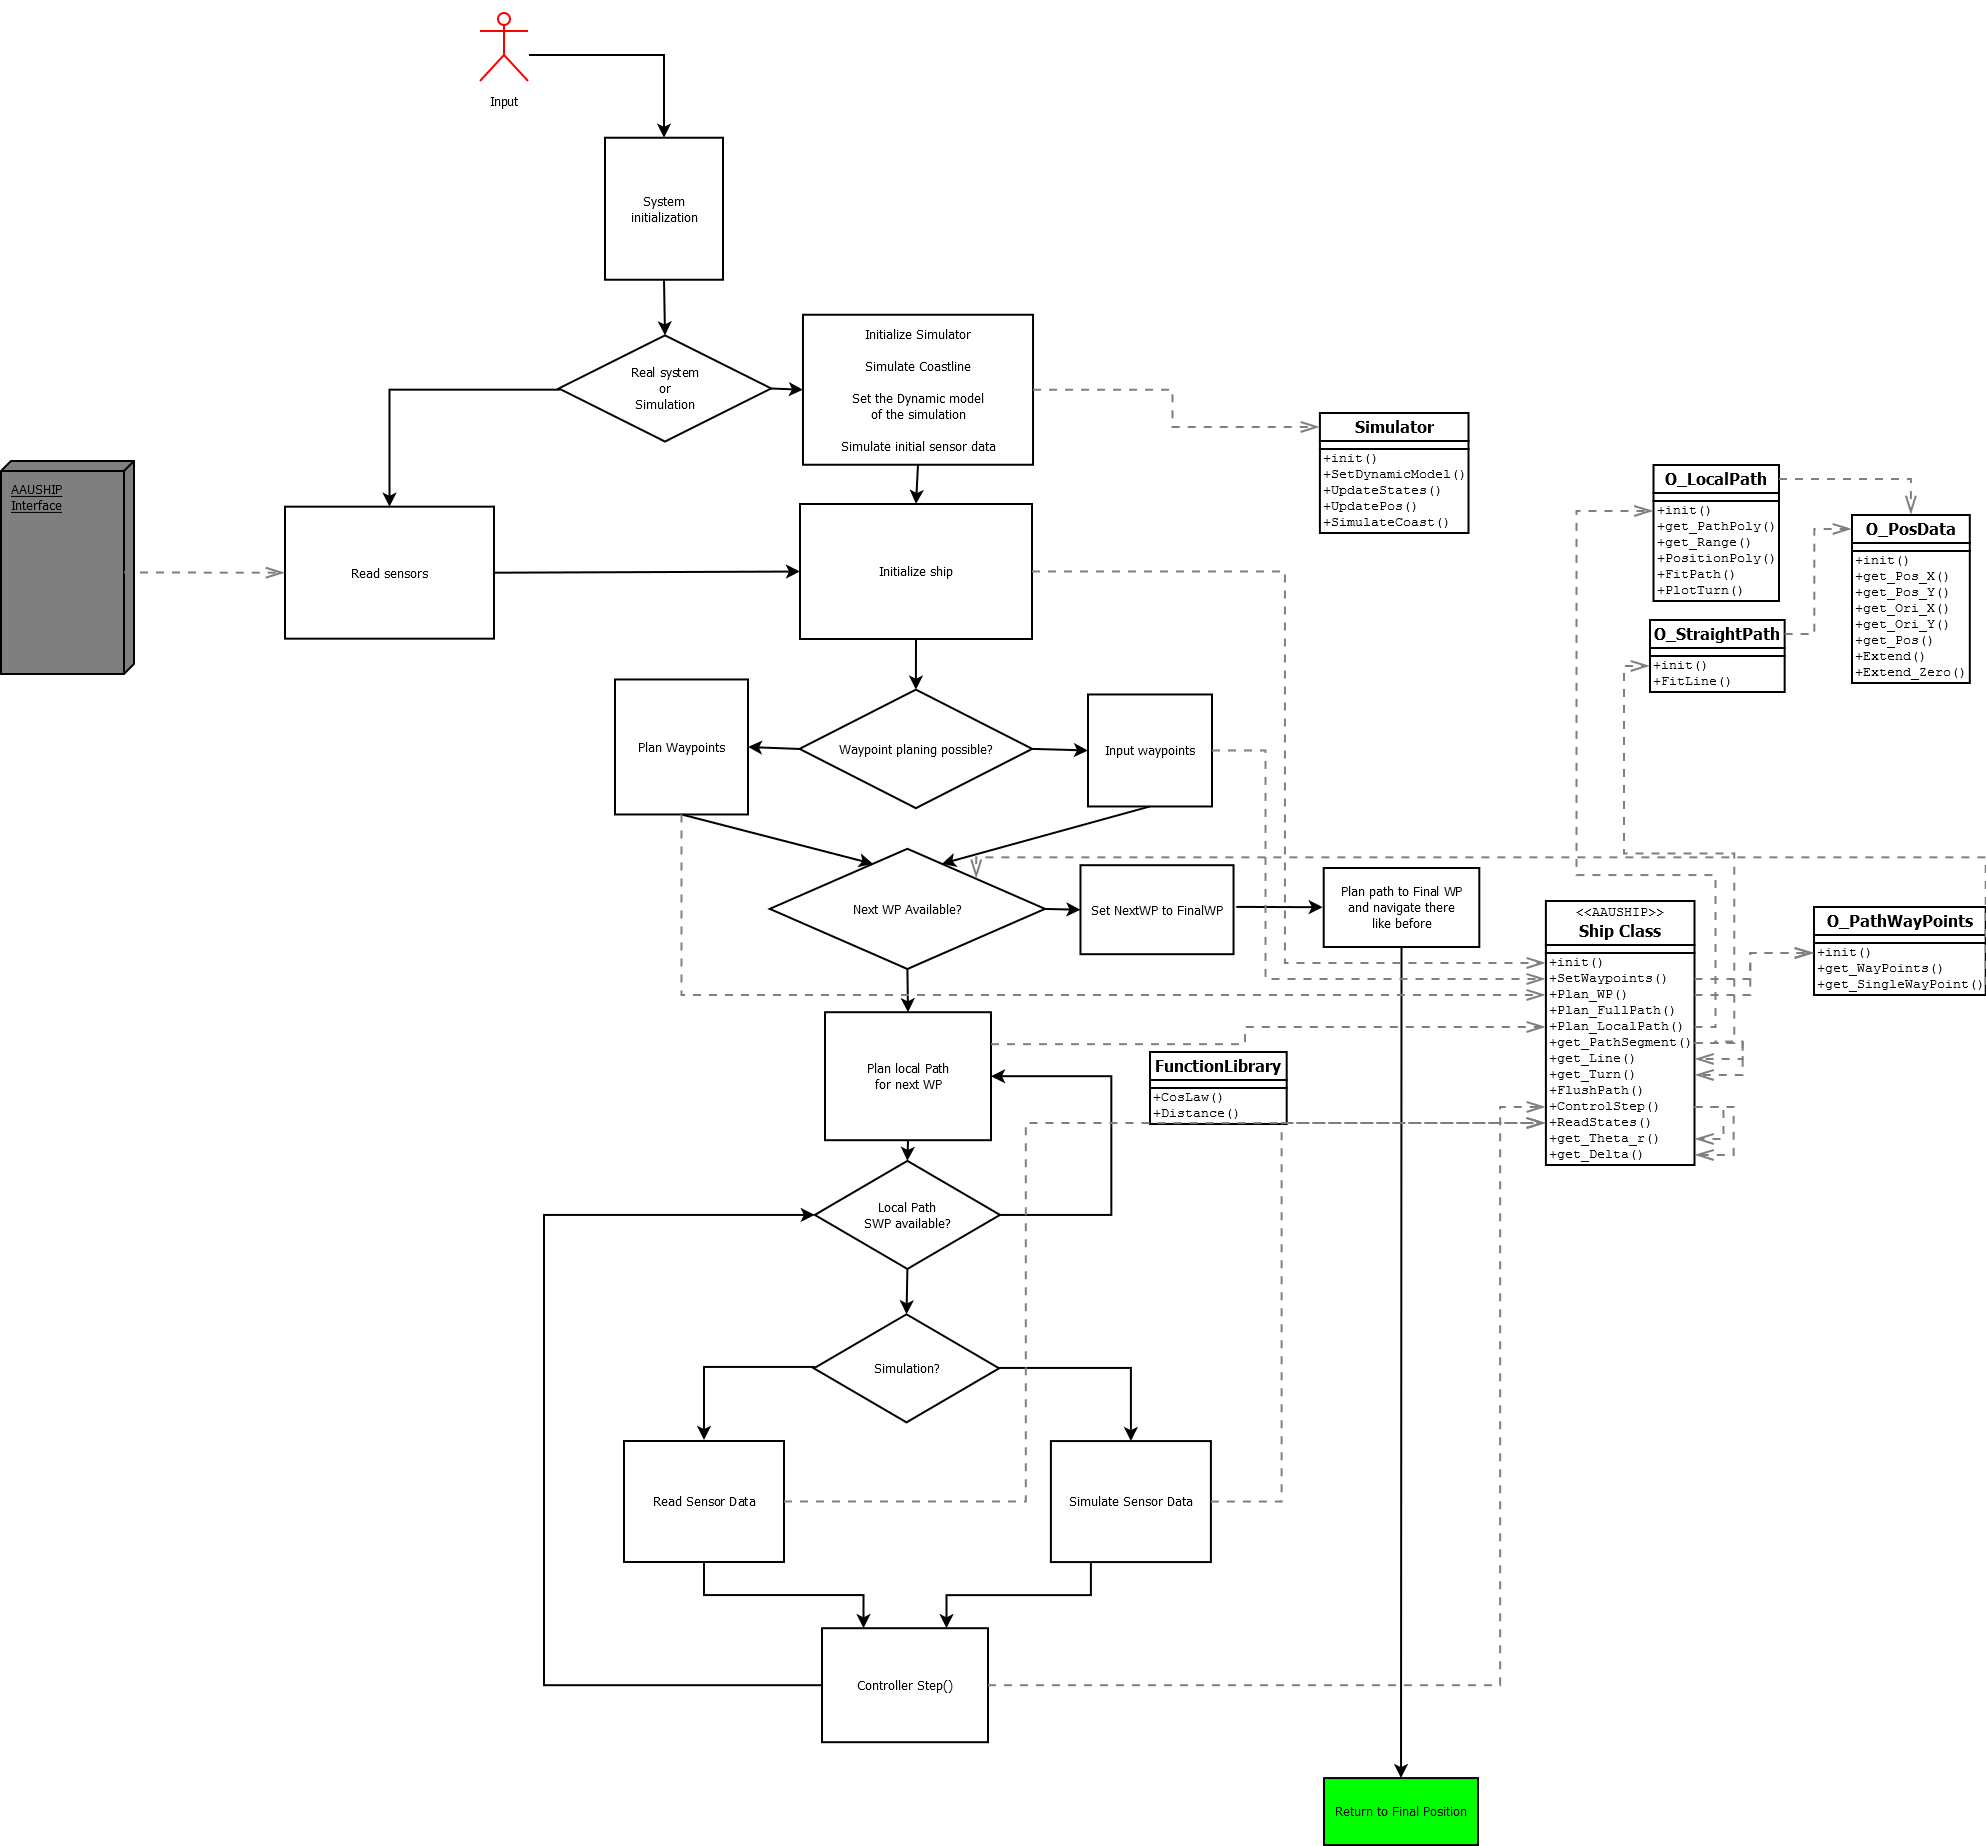 Input
System
initialization
Real system
or
Simulation
Initialize Simulator
Simulate Coastline
Set the Dynamic model
of the simulation
Simulate initial sensor data
Simulator
+init()
+SetDynamicModel()
+UpdateStates()
+UpdatePos()
+SimulateCoast()
AAUSHIP
Interface
Read sensors
Initialize ship
O_LocalPath
+init()
+get_PathPoly()
+get_Range()
+PositionPoly()
+FitPath()
+PlotTurn()
O_PosData
+init()
+get_Pos_X()
+get_Pos_Y()
+get_Ori_X()
+get_Ori_Y()
+get_Pos()
+Extend()
+Extend_Zero()
O_StraightPath
+init()
+FitLine()
Plan Waypoints
Waypoint planing possible?
Input waypoints
Next WP Available?
Set NextWP to FinalWP
Plan path to Final WP
and navigate there
like before
<<AAUSHIP>>
Ship Class
+init()
+SetWaypoints()
+Plan_WP()
+Plan_FullPath()
+Plan_LocalPath()
+get_PathSegment()
+get_Line()
+get_Turn()
+FlushPath()
+ControlStep()
+ReadStates()
+get_Theta_r()
+get_Delta()
O_PathWayPoints
+init()
+get_WayPoints()
+get_SingleWayPoint()
Plan local Path
for next WP
FunctionLibrary
+CosLaw()
+Distance()
Local Path
SWP available?
Simulation?
Read Sensor Data
Simulate Sensor Data
Controller Step()
Return to Final Position